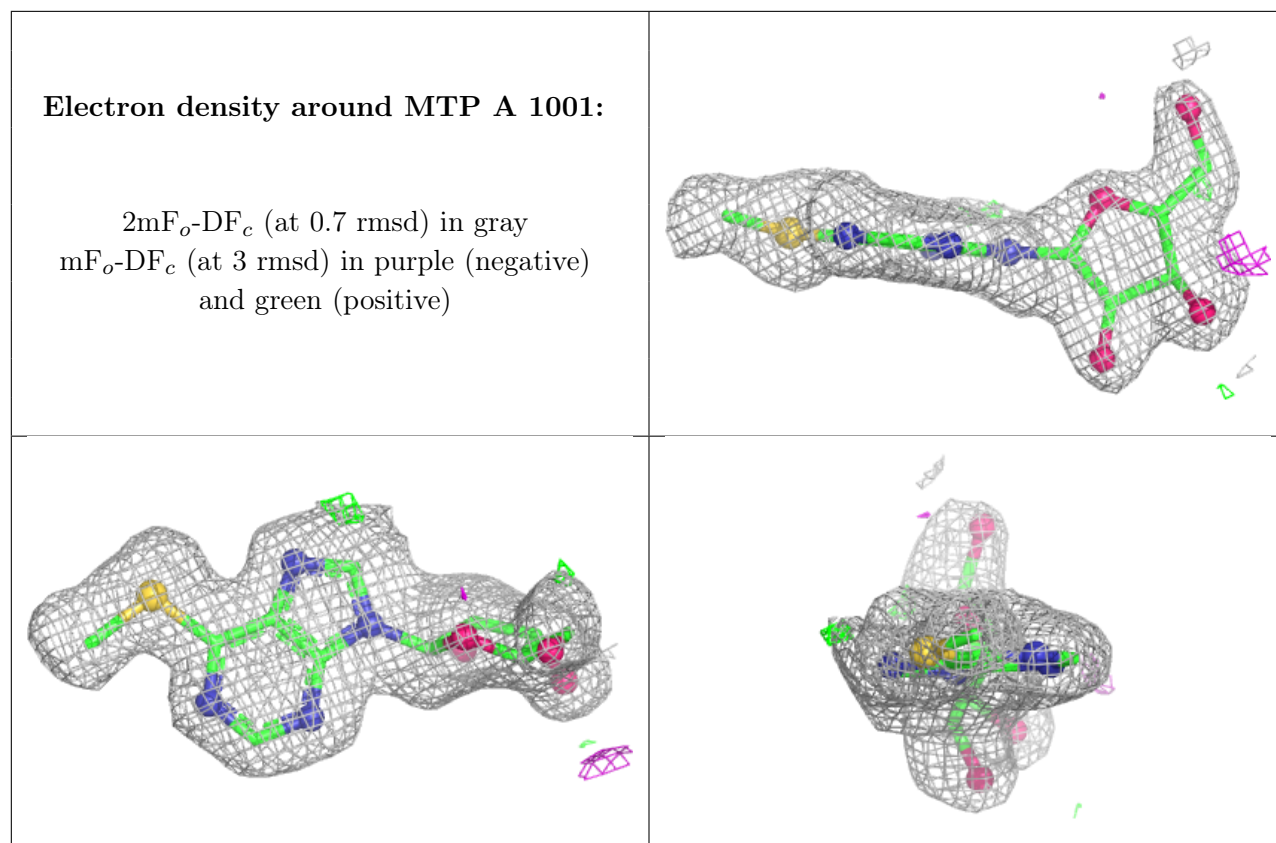 Electron density around MTP A 1001:
2mFo-DFc (at 0.7 rmsd) in gray
mFo-DFc (at 3 rmsd) in purple (negative)
and green (positive)